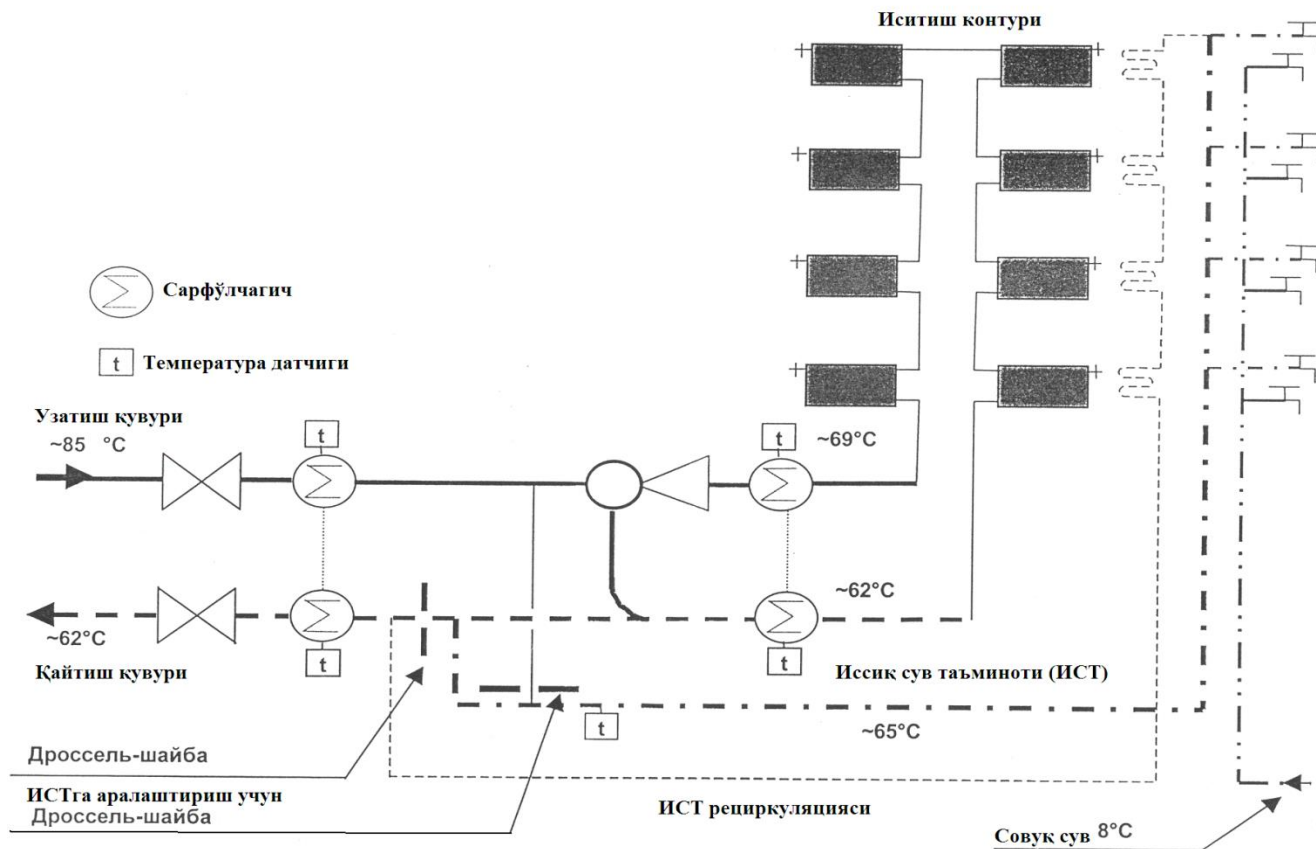 Иситиш контури
Σ Сарфўлчагич
t Температура датчиги
Узатиш қувури
~85 °C
t
Σ
t
Σ
~69°C
Σ
t
~62°C
Қайтиш қувури
Σ
t
~62°C
Иссиқ сув таъминоти (ИСТ)
t
~65°C
Дроссель-шайба
ИСТга аралаштириш учун
Дроссель-шайба
ИСТ рециркуляцияси
Совуқ сув 8°C